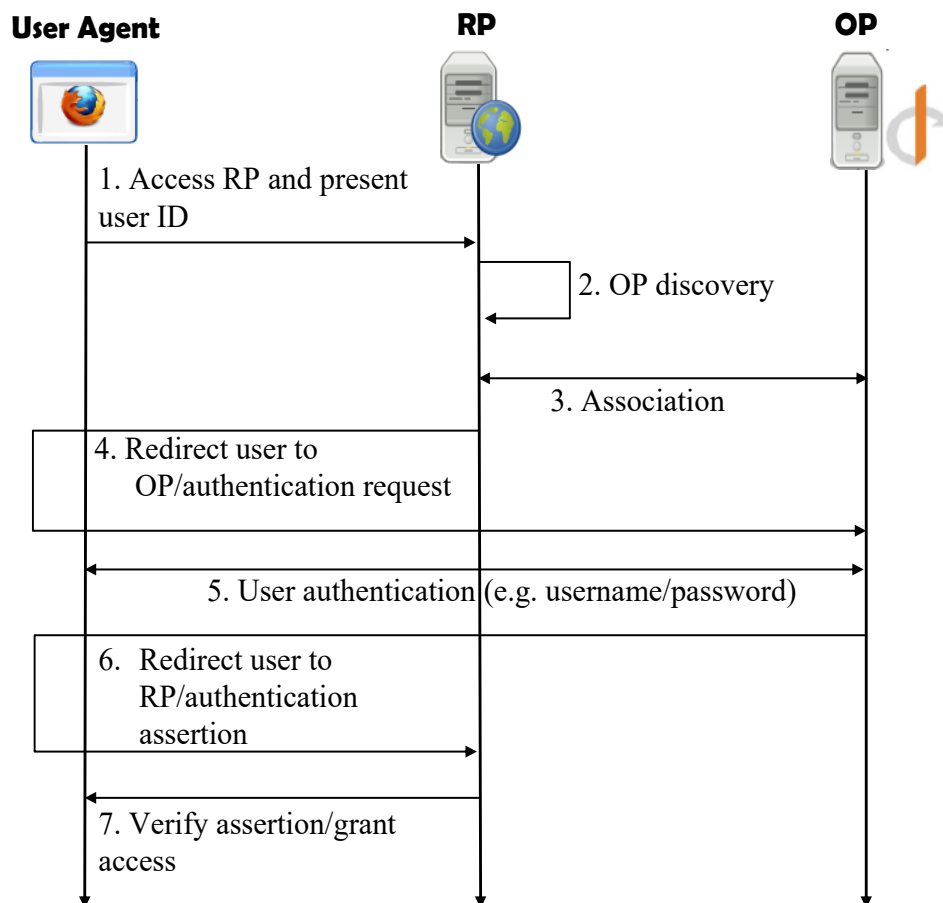 User Agent
RP
OP
1. Access RP and present
user ID
2. OP discovery
3. Association
4. Redirect user to
OP/authentication request
5. User authentication (e.g. username/password)
6. Redirect user to
RP/authentication
assertion
7. Verify assertion/grant
access